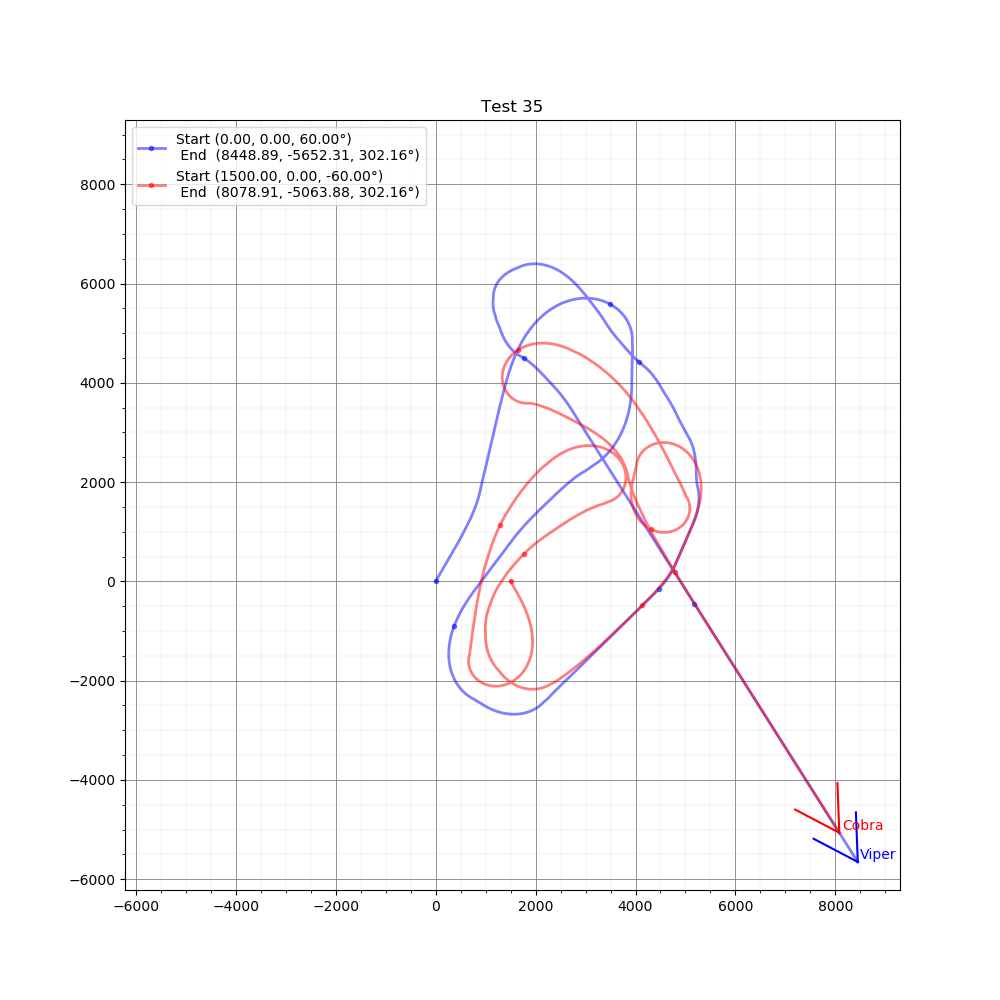 Test 35
Start (0.00, 0.00, 60.00°)
End (8448.89, -5652.31, 302.16°)
Start (1500.00, 0.00, -60.00°)
End (8078.91, -5063.88, 302.16°)
8000
6000
4000
2000
0
−2000
−4000
−6000
Cobra
Viper
−6000 −4000 −2000 0 2000 4000 6000 8000